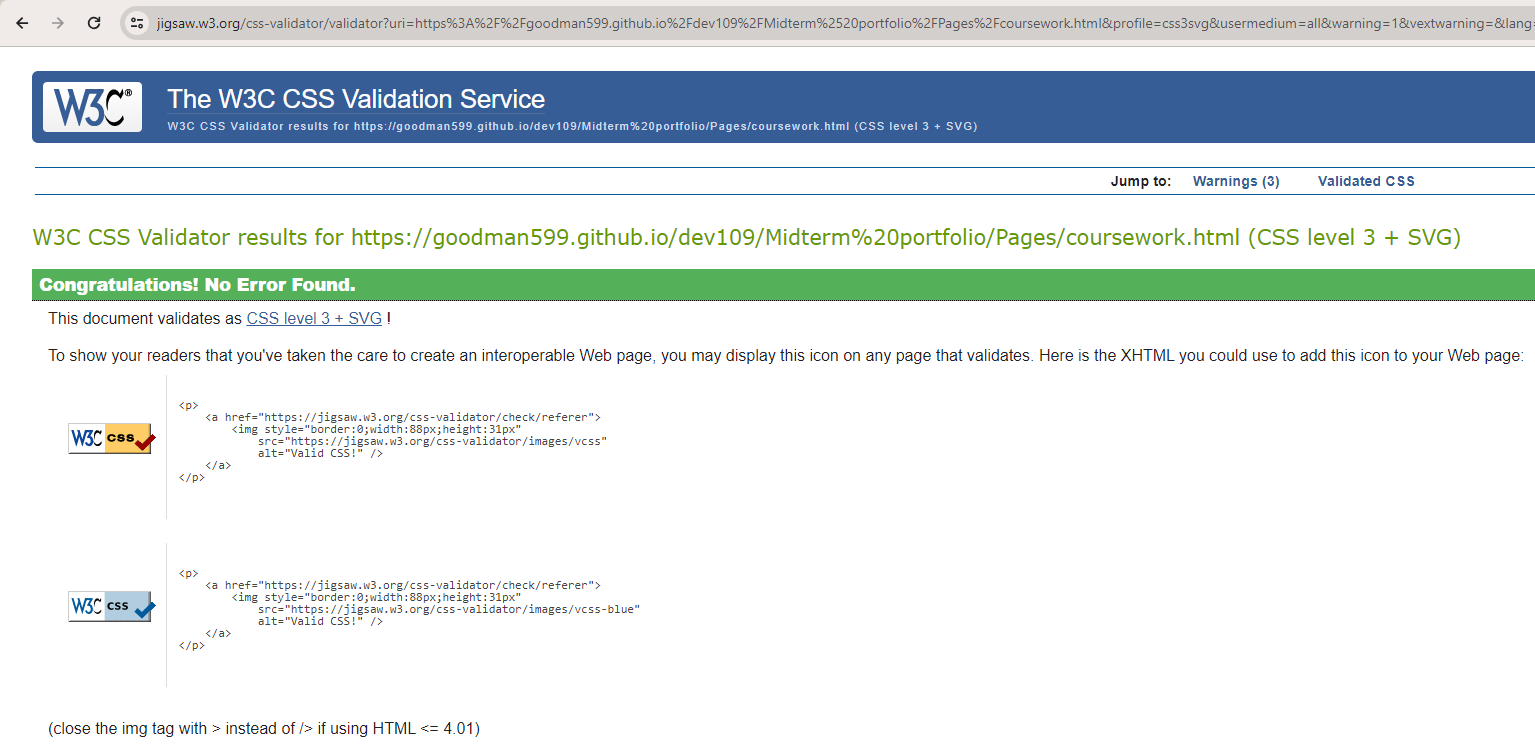 jigsaw.w3.org/css-validator/validator?uri=https%3A%2F%2Fgoodman599.github.io%2Fdev109%2FMidterm%2520portfolio%2FPages%2Fcoursework.html&profile=css3svg&usermedium=all&warning=1&vextwarning=&lang=
W3C®
The W3C CSS Validation Service
W3C CSS Validator results for https://goodman599.github.io/dev109/Midterm%20portfolio/Pages/coursework.html (CSS level 3 + SVG)
Jump to: Warnings (3) Validated CSS
W3C CSS Validator results for https://goodman599.github.io/dev109/Midterm%20portfolio/Pages/coursework.html (CSS level 3 + SVG)
Congratulations! No Error Found.
This document validates as CSS level 3 + SVG !
To show your readers that you've taken the care to create an interoperable Web page, you may display this icon on any page that validates. Here is the XHTML you could use to add this icon to your Web page:
W3C css
<p>
<a href="https://jigsaw.w3.org/css-validator/check/referer">
<img style="border:0;width:88px;height:31px"
src="https://jigsaw.w3.org/css-validator/images/vcss"
alt="Valid CSS!" />
</a>
</p>
W3C css
<p>
<a href="https://jigsaw.w3.org/css-validator/check/referer">
<img style="border:0;width:88px;height:31px"
src="https://jigsaw.w3.org/css-validator/images/vcss-blue"
alt="Valid CSS!" />
</a>
</p>
(close the img tag with > instead of /> if using HTML <= 4.01)